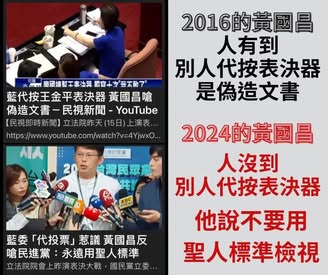 藍代按王金平表決器 黃國昌嗆
偽造文書 – 民視新聞 - YouTube
【民視即時新聞】立法院昨天 (15日) 上演表...
https://www.youtube.com/watch?v=4YjwxO...
藍委「代投票」惹議 黃國昌反
嗆民進黨：永遠用聖人標準
立法院院會上昨席表決大戰，國民黨立委...
2016的黃國昌
人有到
別人代按表決器
是偽造文書
2024的黃國昌
人沒到
別人代按表決器
他說不要用
聖人標準檢視